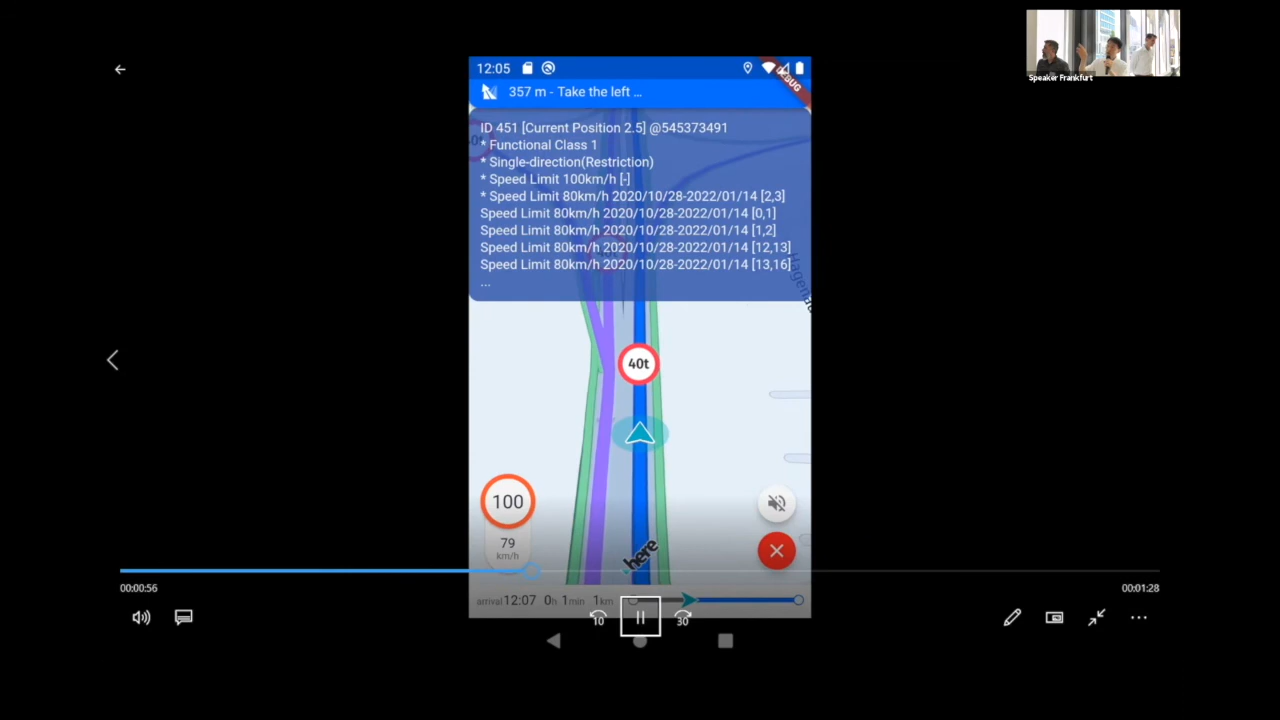 Speaker Frankfurt
12:05
DEBUG
357 m - Take the left ...
ID 451 [Current Position 2.5] @545373491
* Functional Class 1
* Single-direction(Restriction)
* Speed Limit 100km/h [-]
* Speed Limit 80km/h 2020/10/28-2022/01/14 [2,3]
Speed Limit 80km/h 2020/10/28-2022/01/14 [0,1]
Speed Limit 80km/h 2020/10/28-2022/01/14 [1,2]
Speed Limit 80km/h 2020/10/28-2022/01/14 [12,13]
Speed Limit 80km/h 2020/10/28-2022/01/14 [13,16]
...
40t
100
79
km/h
here
00:00:56
00:01:28
arrival 12:07 0h 1min 1km
10
30